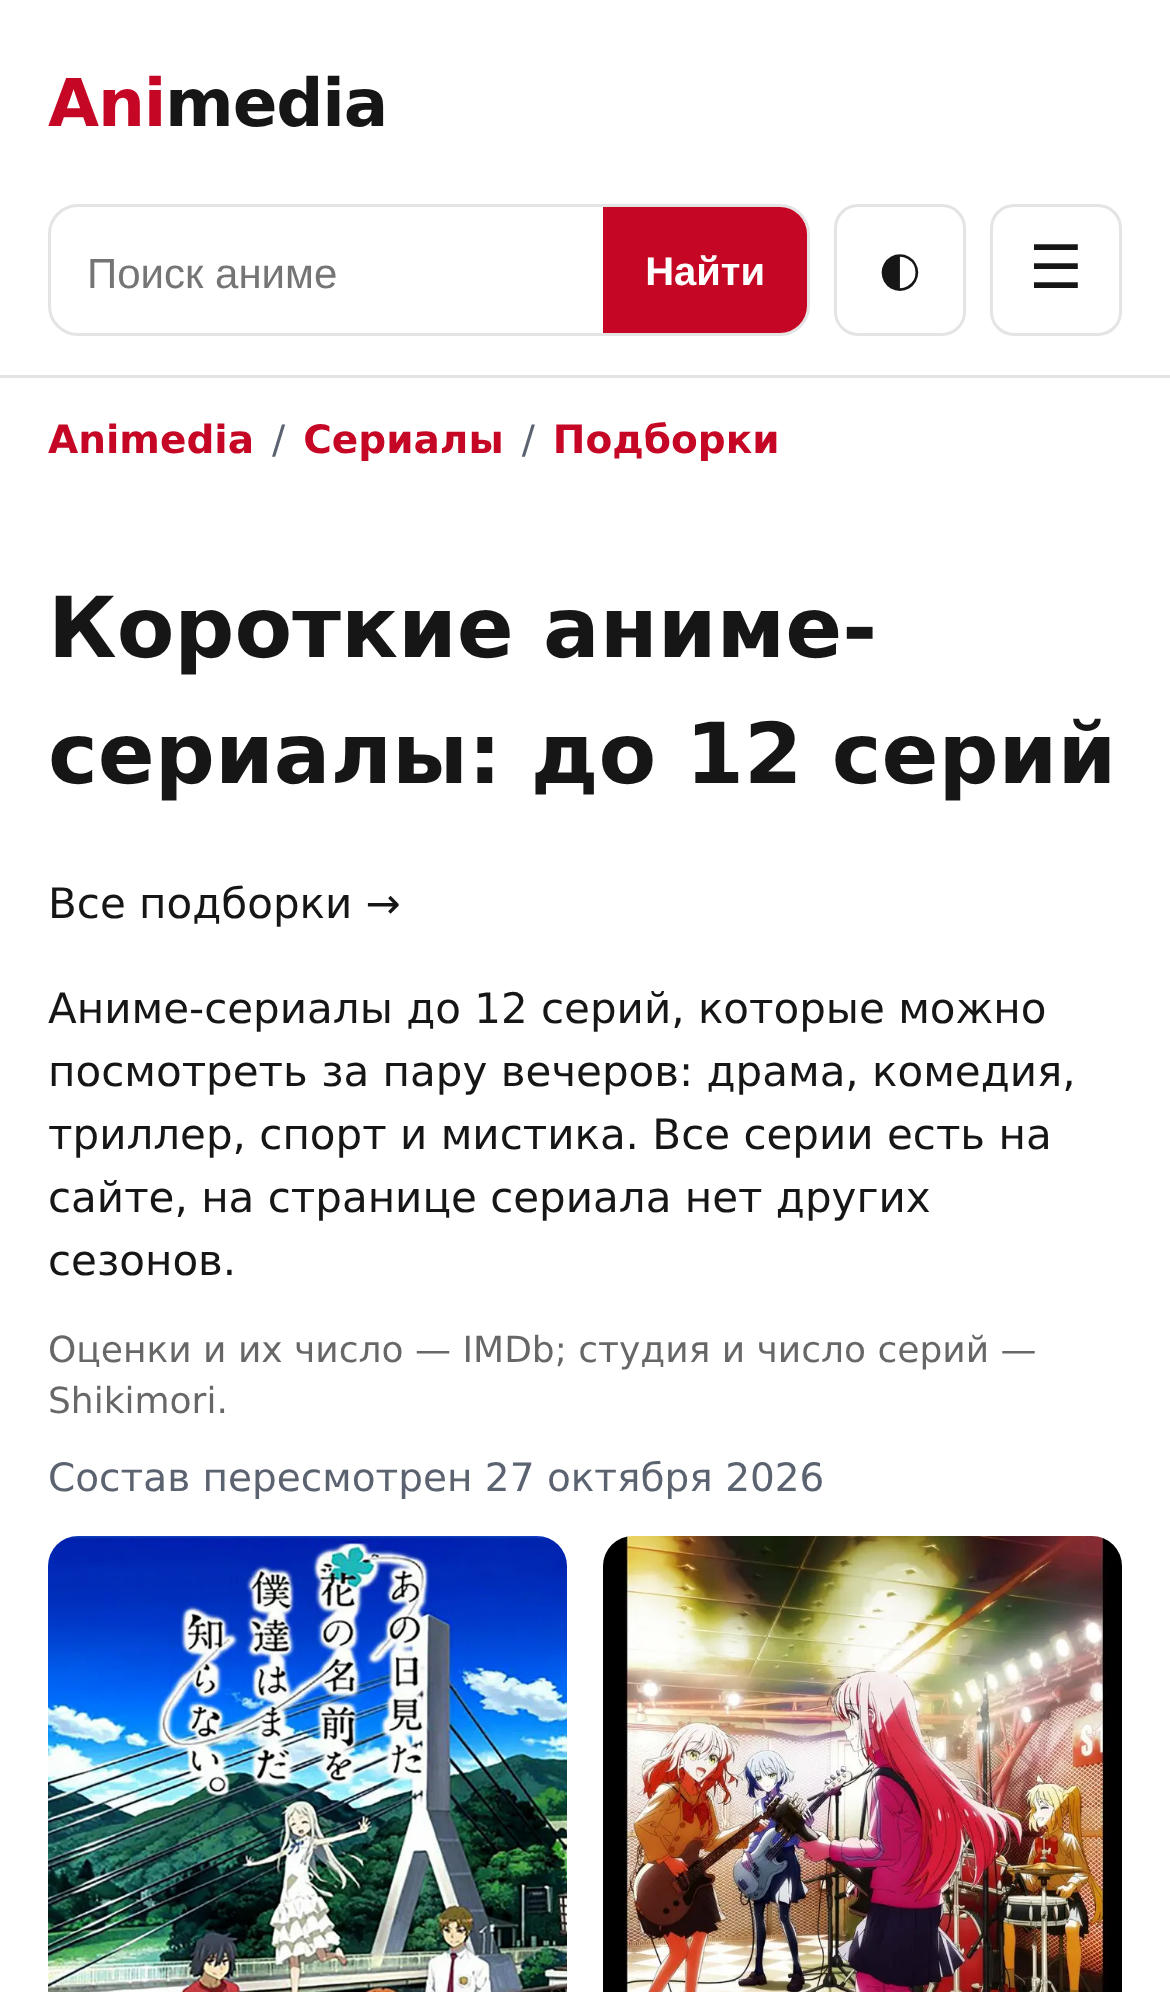 Animedia
Поиск аниме
Найти
Animedia / Сериалы / Подборки
Короткие аниме-
сериалы: до 12 серий
Все подборки →
Аниме-сериалы до 12 серий, которые можно
посмотреть за пару вечеров: драма, комедия,
триллер, спорт и мистика. Все серии есть на
сайте, на странице сериала нет других
сезонов.
Оценки и их число — IMDb; студия и число серий —
Shikimori.
Состав пересмотрен 27 октября 2026
あの日見た
花の名前を
僕達はまだ
知らない。